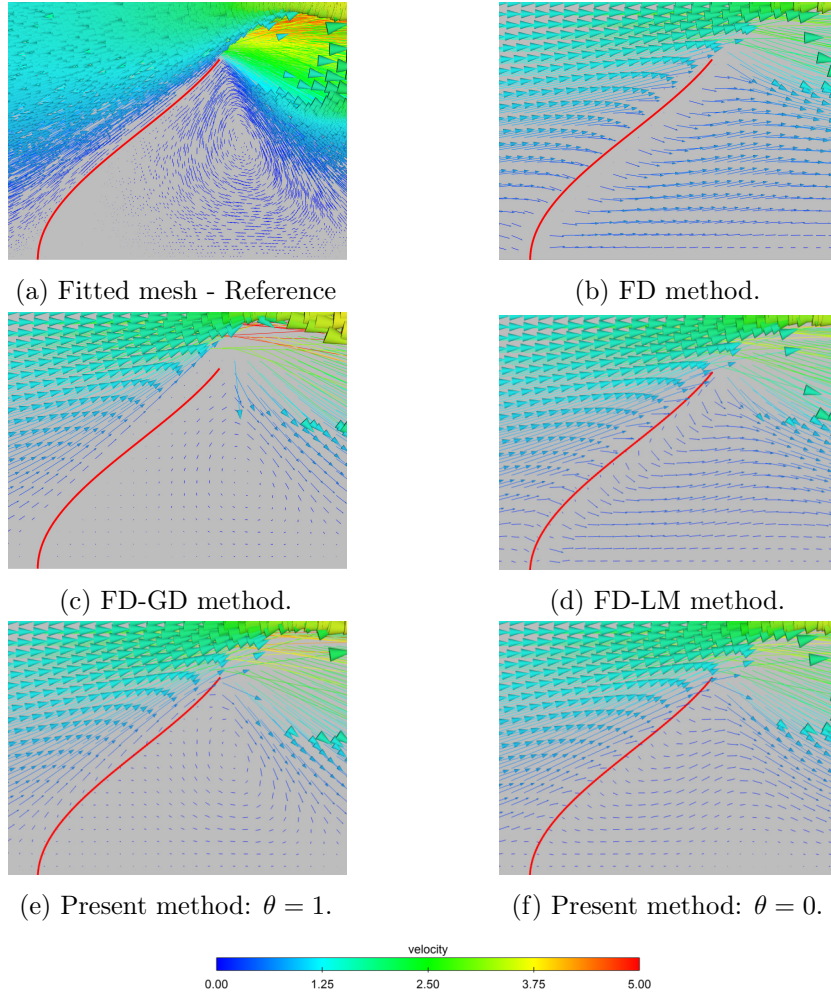 (a) Fitted mesh - Reference
(b) FD method.
(c) FD-GD method.
(d) FD-LM method.
(e) Present method: θ = 1.
(f) Present method: θ = 0.
velocity
0.00 1.25 2.50 3.75 5.00